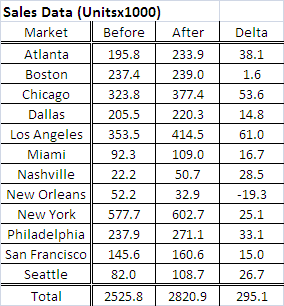 Sales Data (Unitsx1000)
Market Before After Delta
Atlanta 195.8 233.9 38.1
Boston 237.4 239.0 1.6
Chicago 323.8 377.4 53.6
Dallas 205.5 220.3 14.8
Los Angeles 353.5 414.5 61.0
Miami 92.3 109.0 16.7
Nashville 22.2 50.7 28.5
New Orleans 52.2 32.9 -19.3
New York 577.7 602.7 25.1
Philadelphia 237.9 271.1 33.1
San Francisco 145.6 160.6 15.0
Seattle 82.0 108.7 26.7
Total 2525.8 2820.9 295.1